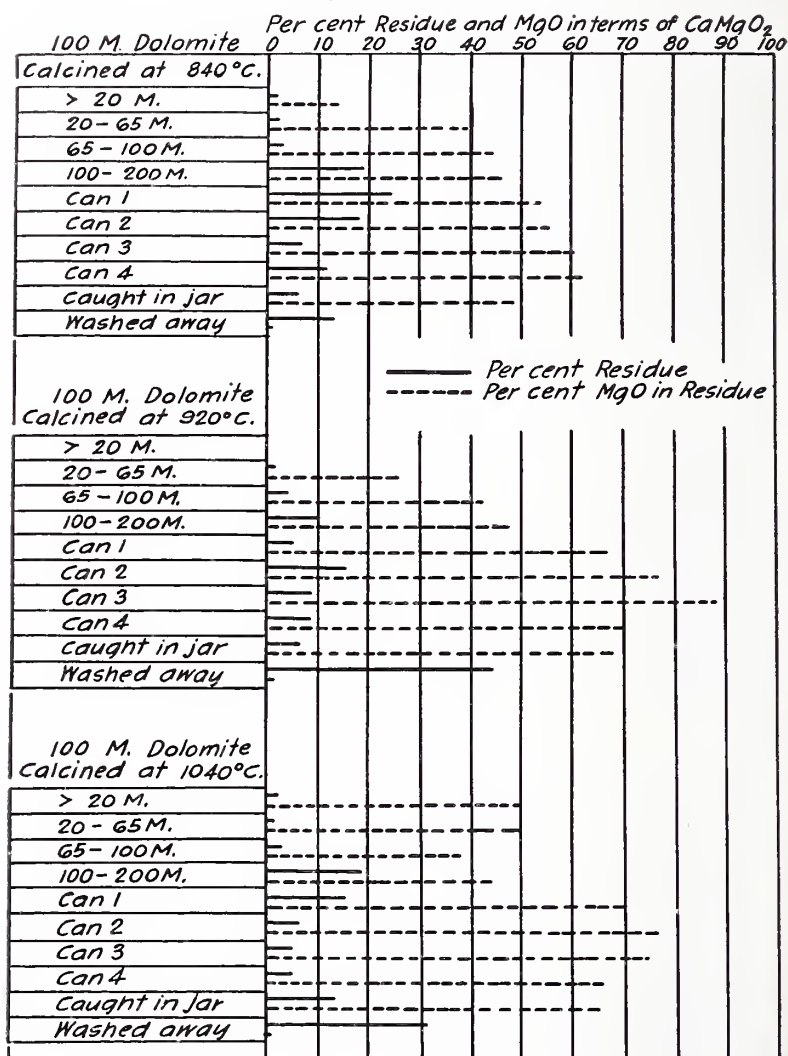 Per cent Residue and MgO in terms of CaMgO2
100 M. Dolomite 0 10 20 30 40 50 60 70 80 90 100
Calcined at 840°C.
> 20 M.
20-65 M.
65-100 M.
100-200 M.
Can 1
Can 2
Can 3
Can 4
Caught in jar
Washed away
Per cent Residue
Per cent MgO in Residue
100 M. Dolomite
Calcined at 920°C.
> 20 M.
20-65 M.
65-100 M.
100-200 M.
Can 1
Can 2
Can 3
Can 4
Caught in jar
Washed away
100 M. Dolomite
Calcined at 1040°C.
> 20 M.
20-65 M.
65-100 M.
100-200 M.
Can 1
Can 2
Can 3
Can 4
Caught in Jar
Washed away